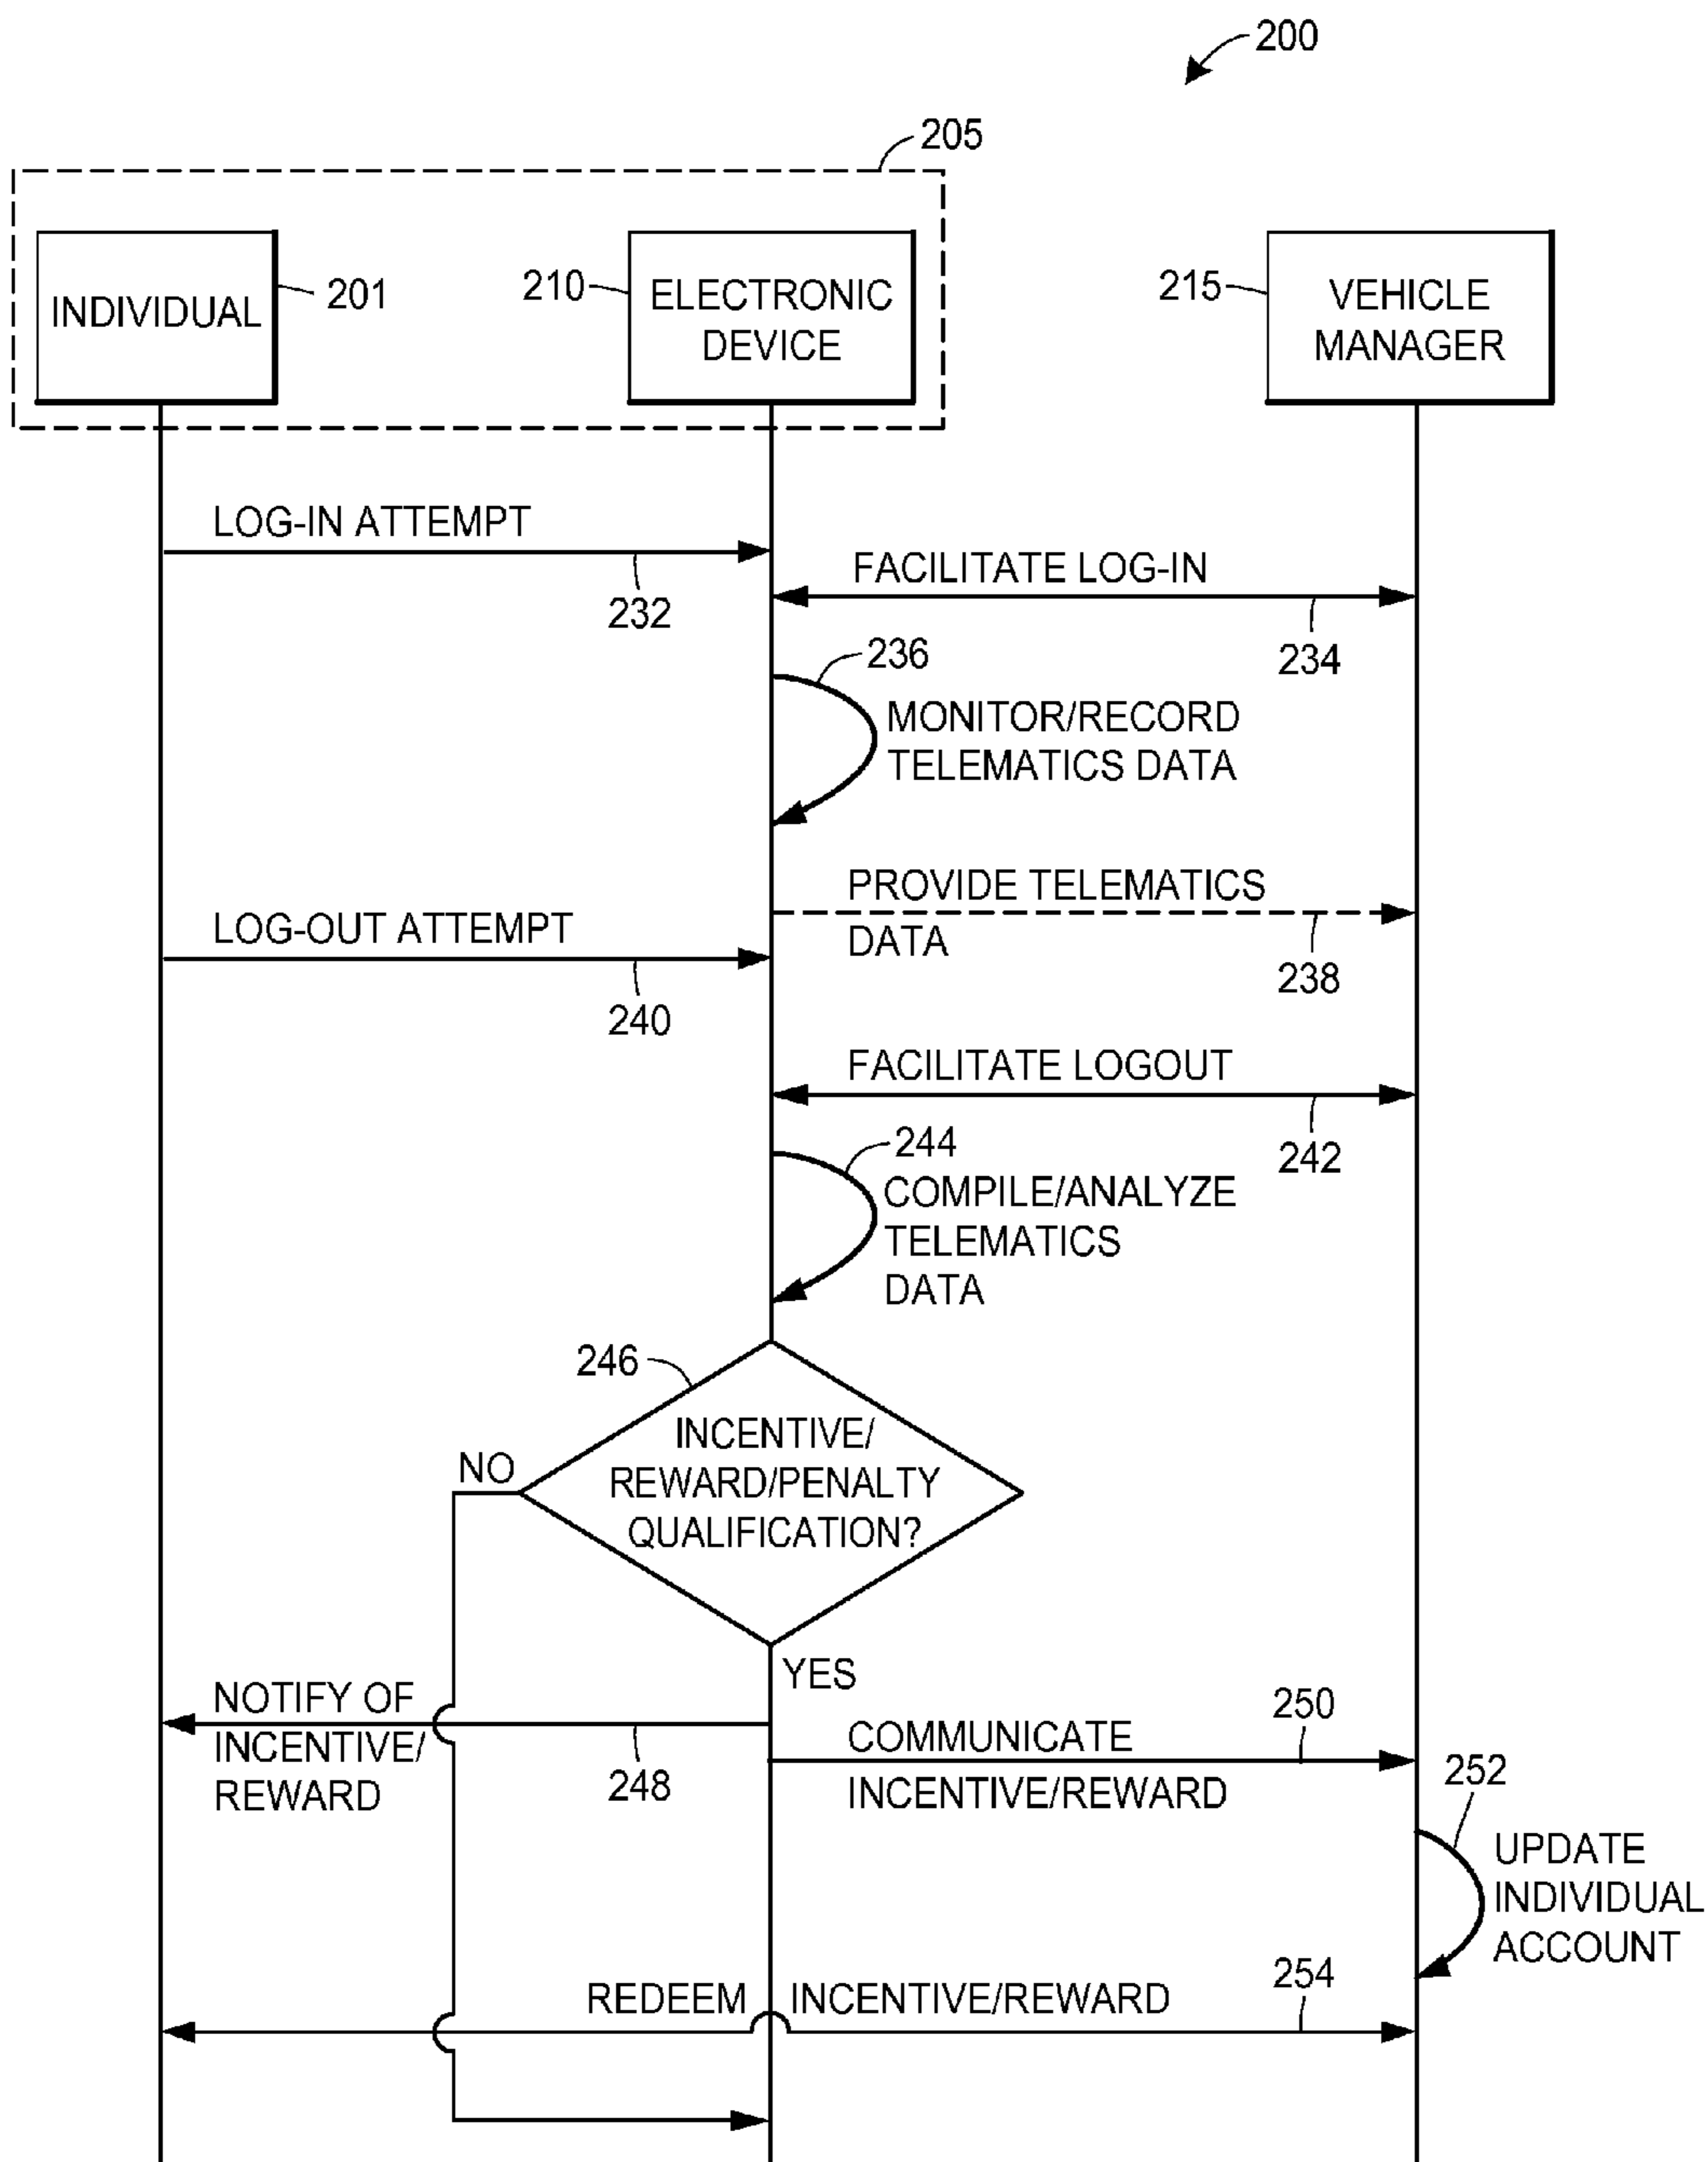 200
205
INDIVIDUAL
201
210
ELECTRONIC
DEVICE
215
VEHICLE
MANAGER
LOG-IN ATTEMPT
232
FACILITATE LOG-IN
234
236
MONITOR/RECORD
TELEMATICS DATA
PROVIDE TELEMATICS
DATA
238
LOG-OUT ATTEMPT
240
FACILITATE LOGOUT
242
244
COMPILE/ANALYZE
TELEMATICS
DATA
246
INCENTIVE/
REWARD/PENALTY
QUALIFICATION?
NO
YES
NOTIFY OF
INCENTIVE/
REWARD
248
COMMUNICATE
INCENTIVE/REWARD
250
252
UPDATE
INDIVIDUAL
ACCOUNT
REDEEM INCENTIVE/REWARD
254